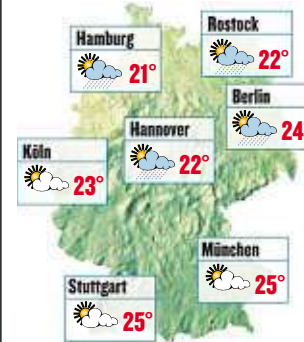 Rostock
22°
Hamburg
21°
Berlin
24
Hannover
22°
Köln
23°
München
25°
Stuttgart
25°